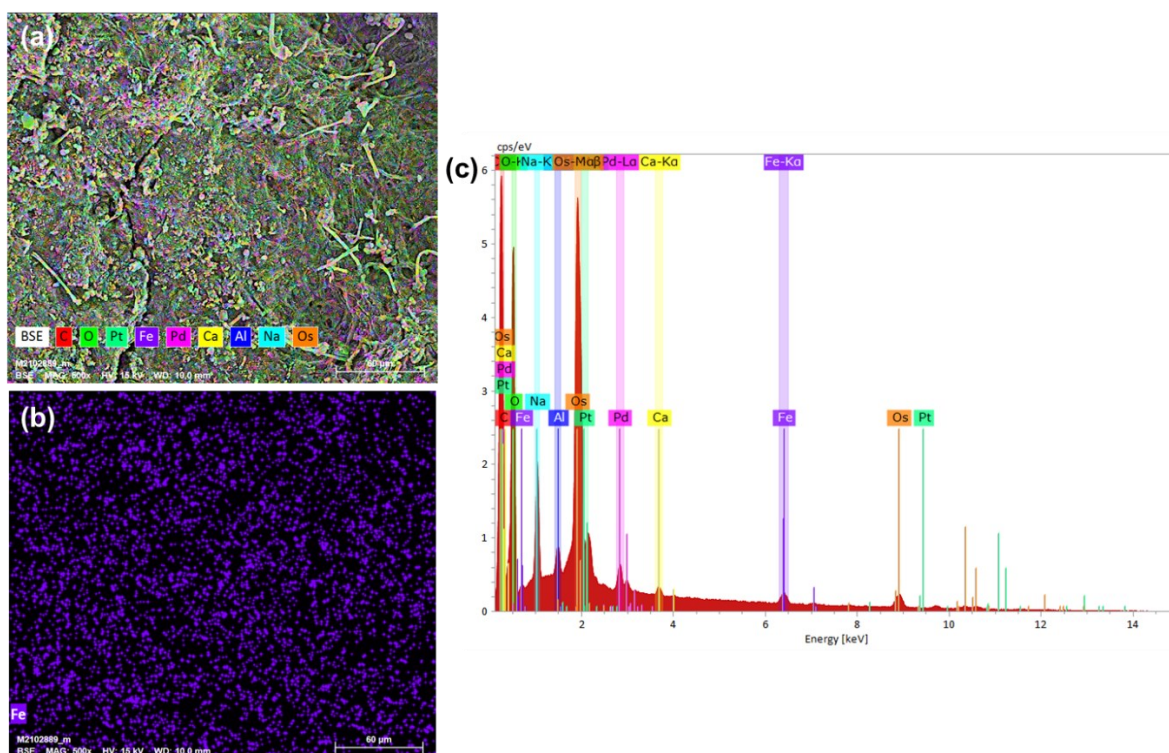 (a)
BSE C O Pt Fe Pd Ca Al Na Os
60 µm
M2102889_m
BSE MAG: 500x HV: 15 kV WD: 10.0 mm
(b)
Fe
60 µm
M2102889_m
BSE MAG: 500x HV: 15 kV WD: 10.0 mm
(c)
cps/eV
Na-K Os-Mαβ Pd-Lα Ca-Kα Fe-Kα
6
5
4
3
Os
Ca
Pd
Pt
O Na Os
C Fe Al Pt Pd Ca Fe Os Pt
2
1
0
2 4 6 8 10 12 14
Energy [keV]